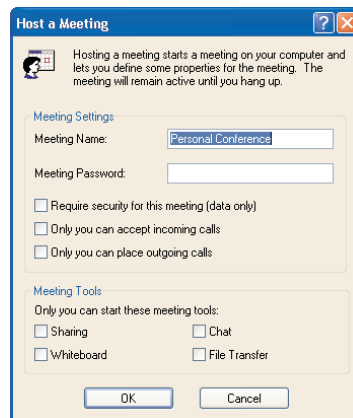 Host a Meeting
Hosting a meeting starts a meeting on your computer and
lets you define some properties for the meeting. The
meeting will remain active until you hang up.
Meeting Settings
Meeting Name: Personal Conference
Meeting Password:
Require security for this meeting (data only)
Only you can accept incoming calls
Only you can place outgoing calls
Meeting Tools
Only you can start these meeting tools:
Sharing Chat
Whiteboard File Transfer
OK Cancel